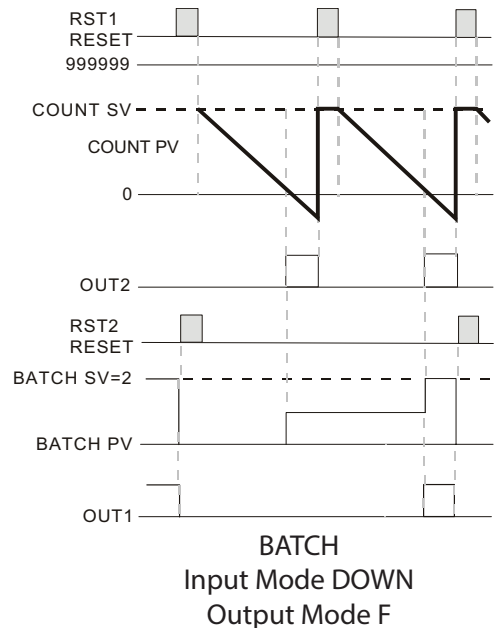 RST1
RESET
999999
COUNT SV
COUNT PV
0
OUT2
RST2
RESET
BATCH SV=2
BATCH PV
OUT1
BATCH
Input Mode DOWN
Output Mode F